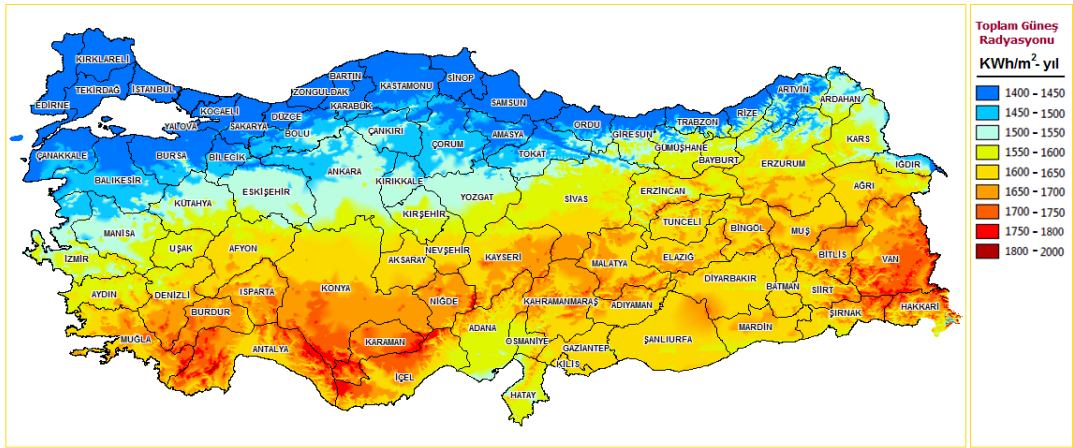 Toplam Güneş
Radyasyonu
KWh/m²- yıl
1400 – 1450
1450 – 1500
1500 – 1550
1550 – 1600
1600 – 1650
1650 – 1700
1700 – 1750
1750 – 1800
1800 – 2000
KIRKLARELİ
TEKİRDAĞ
İSTANBUL
EDİRNE
KOCAELİ
YALOVA
SAKARYA
DÜZCE
ZONGULDAK
BARTIN
KARABÜK
KASTAMONU
SİNOP
SAMSUN
BOLU
ÇANKIRI
ÇORUM
AMASYA
TOKAT
ORDU
GİRESUN
TRABZON
RİZE
ARTVİN
ARDAHAN
KARS
GÜMÜŞHANE
BAYBURT
ERZURUM
IĞDIR
AĞRI
ÇANAKKALE
BALIKESİR
BURSA
BİLECİK
ESKİŞEHİR
ANKARA
KIRIKKALE
KÜTAHYA
MANİSA
KIRŞEHİR
YOZGAT
SİVAS
ERZİNCAN
TUNCELİ
BİNGÖL
MUŞ
BİTLİS
VAN
İZMİR
UŞAK
AFYON
AKSARAY
NEVŞEHİR
KAYSERİ
MALATYA
ELAZIĞ
DİYARBAKIR
BATMAN
SİİRT
HAKKARİ
ŞIRNAK
AYDIN
DENİZLİ
ISPARTA
BURDUR
KONYA
NİĞDE
KAHRAMANMARAŞ
ADIYAMAN
MARDİN
MUĞLA
ANTALYA
KARAMAN
ADANA
OSMANİYE
GAZİANTEP
ŞANLIURFA
KİLİS
İÇEL
HATAY